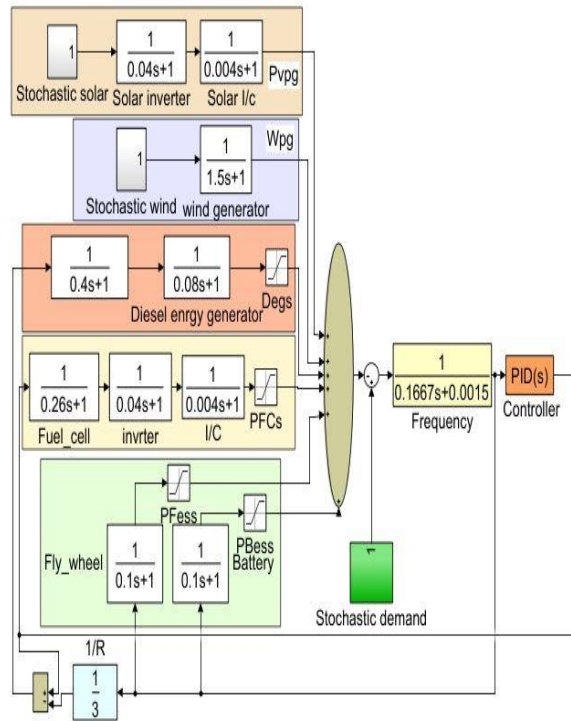 1
Stochastic solar
1
0.04s+1
Solar inverter
1
0.004s+1
Solar I/c
Pvpg
1
Stochastic wind
1
1.5s+1
wind generator
Wpg
1
0.4s+1
1
0.08s+1
Diesel enrgy generator
Degs
1
0.26s+1
Fuel_cell
1
0.04s+1
invrter
1
0.004s+1
I/C
PFCs
1
0.1667s+0.0015
Frequency
PID(s)
Controller
PFess
PBess
Fly_wheel
1
0.1s+1
Battery
1
0.1s+1
1
Stochastic demand
1/R
1
3